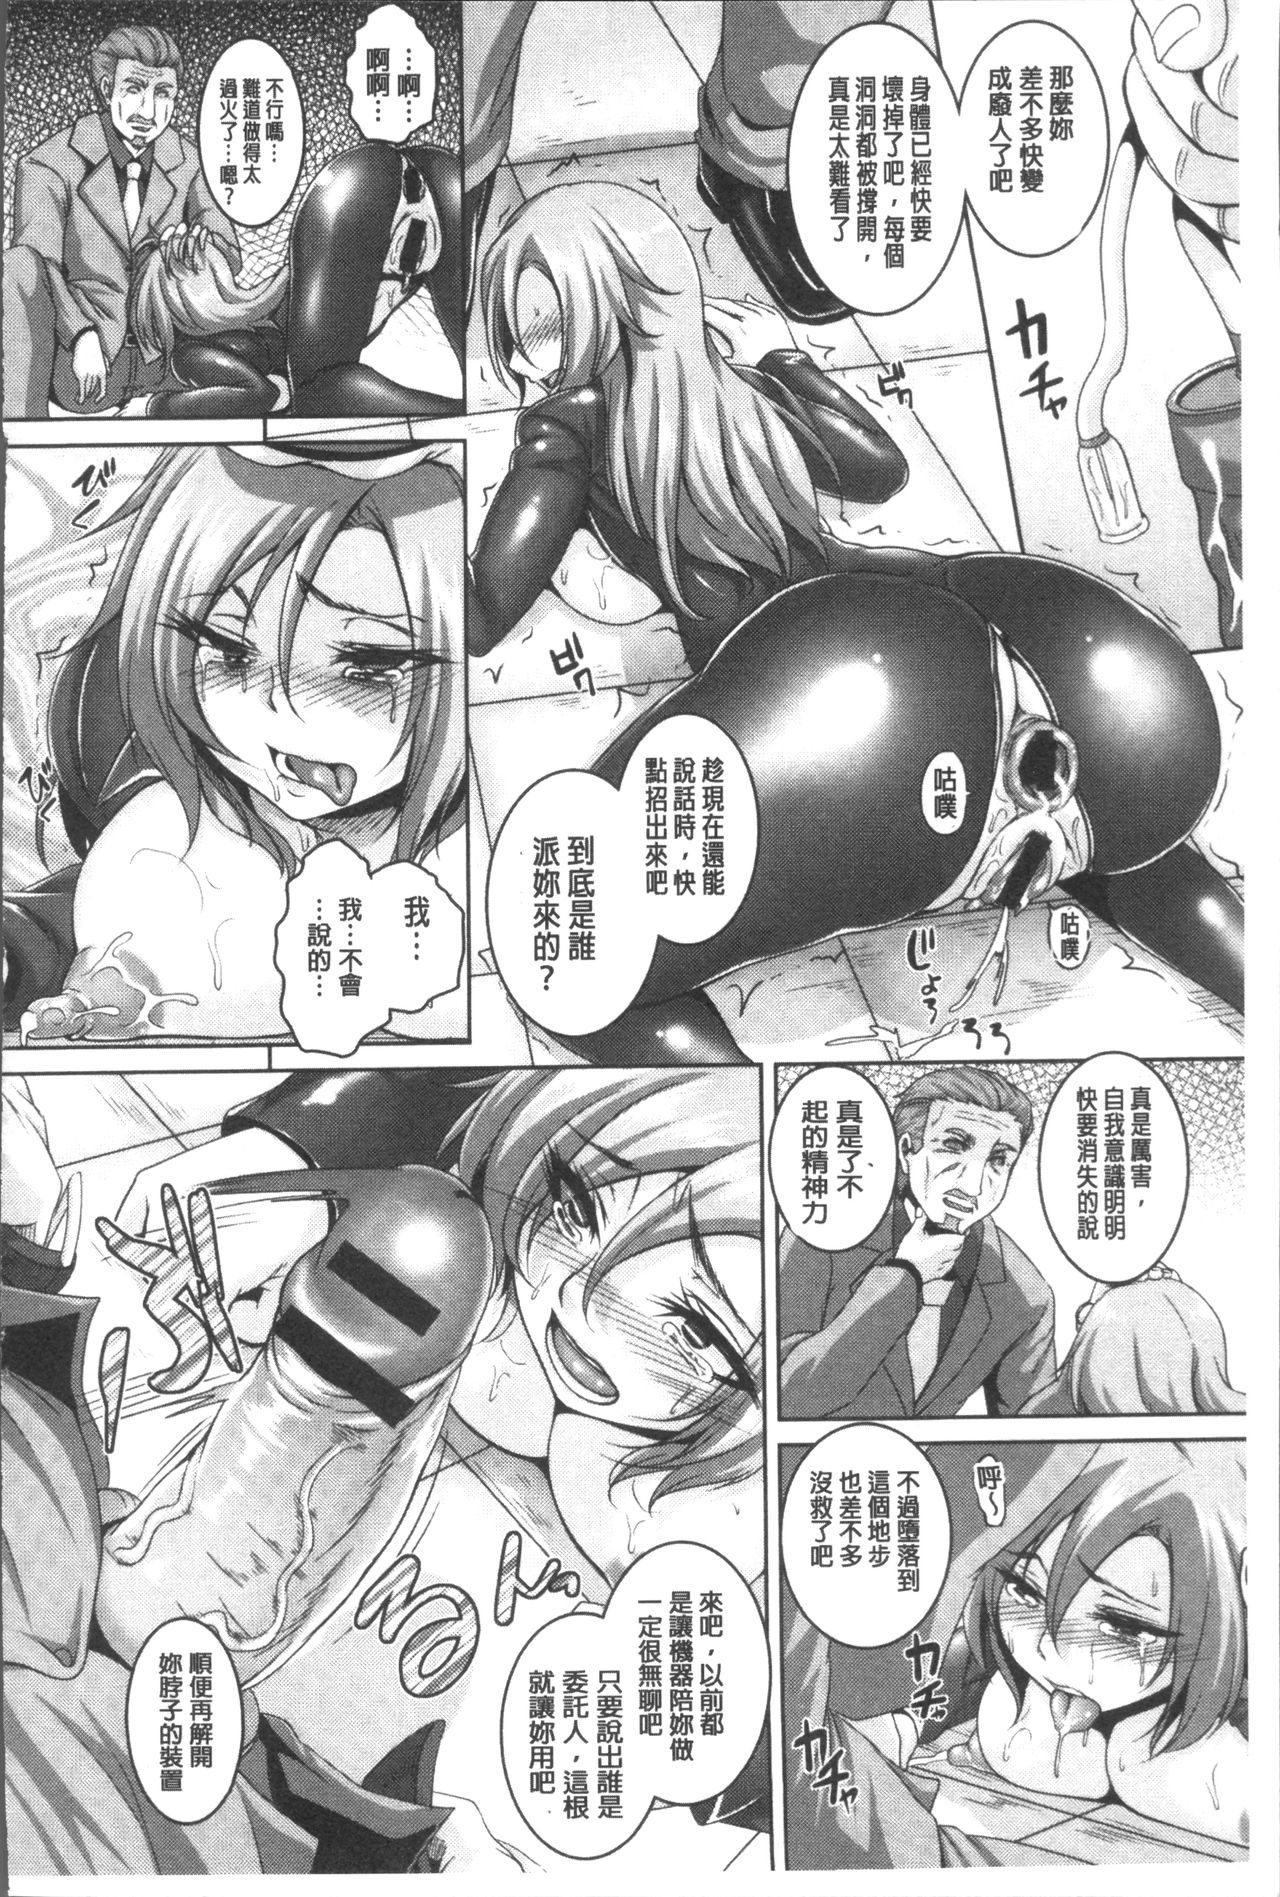 那麼妳
差不多快變
成廢人了吧
カチャ
身體已經快要
壞掉了吧，每個
洞洞都被撐開，
真是太難看了
…啊…
啊啊…
不行嗎…
難道做得太
過火了…嗯？
咕噗
咕噗
趁現在還能
說話時，快
點招出來吧
到底是誰
派妳來的？
我…
我…不會
說的…
真是厲害，
自我意識明明
快要消失的說
真是了不
起的精神力
呼～
不過墮落到
這個地步
也差不多
沒救了吧
カチャ
カチャ
來吧，以前都
是讓機器陪妳做
一定很無聊吧
只要說出誰是
委託人，這根
就讓妳用吧
順便再解開
妳脖子的裝置